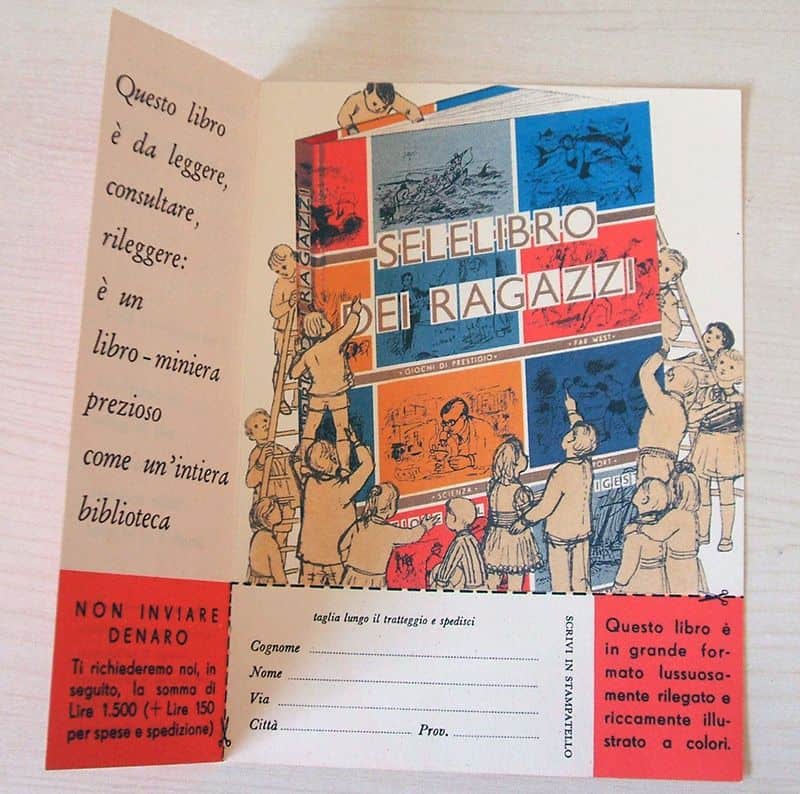 Questo libro
è da leggere,
consultare,
rileggere:
è un
libro-miniera
prezioso
come un'intiera
biblioteca
NON INVIARE
DENARO
Ti richiederemo noi, in
seguito, la somma di
Lire 1.500 (+ Lire 150
per spese e spedizione)
SELELIBRO
DEI RAGAZZI
RAGAZZI
• GIOCHI DI PRESTIGIO •
• FAR WEST •
• SCIENZA •
PORT •
DIGEST
taglia lungo il tratteggio e spedisci
Cognome
Nome
Via
Città Prov.
SCRIVI IN STAMPATELLO
Questo libro è
in grande for-
mato lussuosa-
mente rilegato e
riccamente illu-
strato a colori.